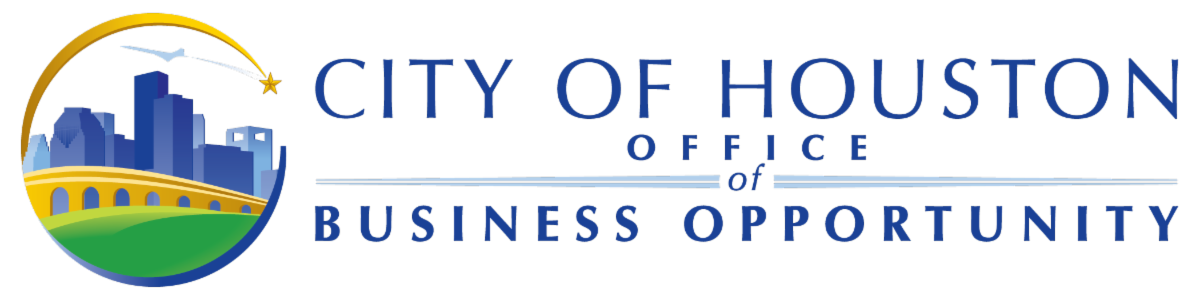 CITY OF HOUSTON
OFFICE
of
BUSINESS OPPORTUNITY